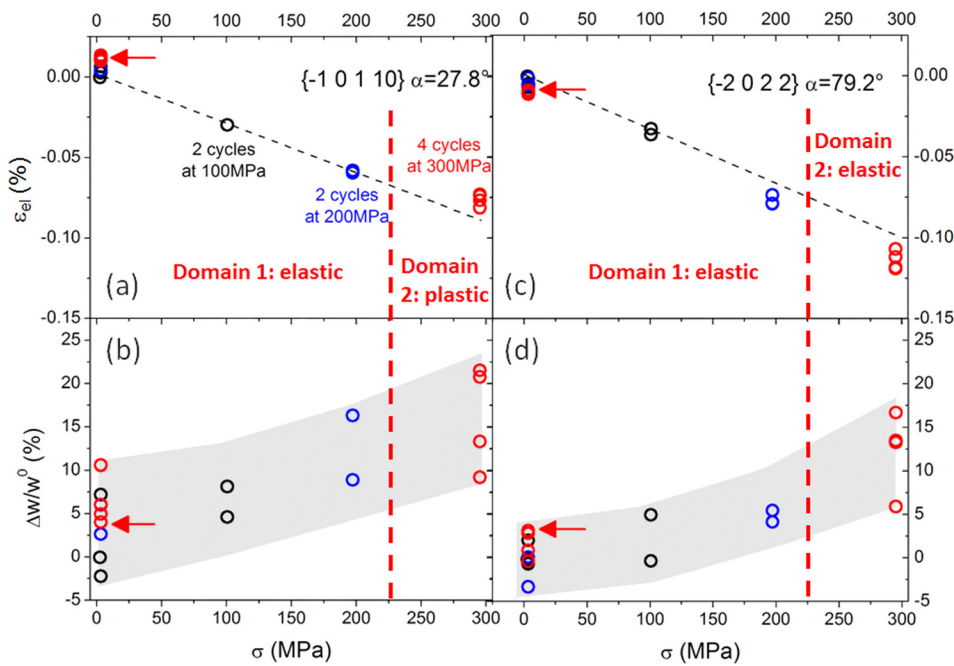 0 50 100 150 200 250 300
0 50 100 150 200 250 300
0.00
-0.05
-0.10
-0.15
εel (%)
{-1 0 1 10} α=27.8°
2 cycles
at 100MPa
2 cycles
at 200MPa
4 cycles
at 300MPa
(a)
Domain 1: elastic
Domain
2: plastic
{-2 0 2 2} α=79.2°
Domain
2: elastic
(c)
Domain 1: elastic
0.00
-0.05
-0.10
-0.15
(b)
25
20
15
10
5
0
-5
Δw/w⁰ (%)
(d)
25
20
15
10
5
0
-5
0 50 100 150 200 250 300
σ (MPa)
0 50 100 150 200 250 300
σ (MPa)